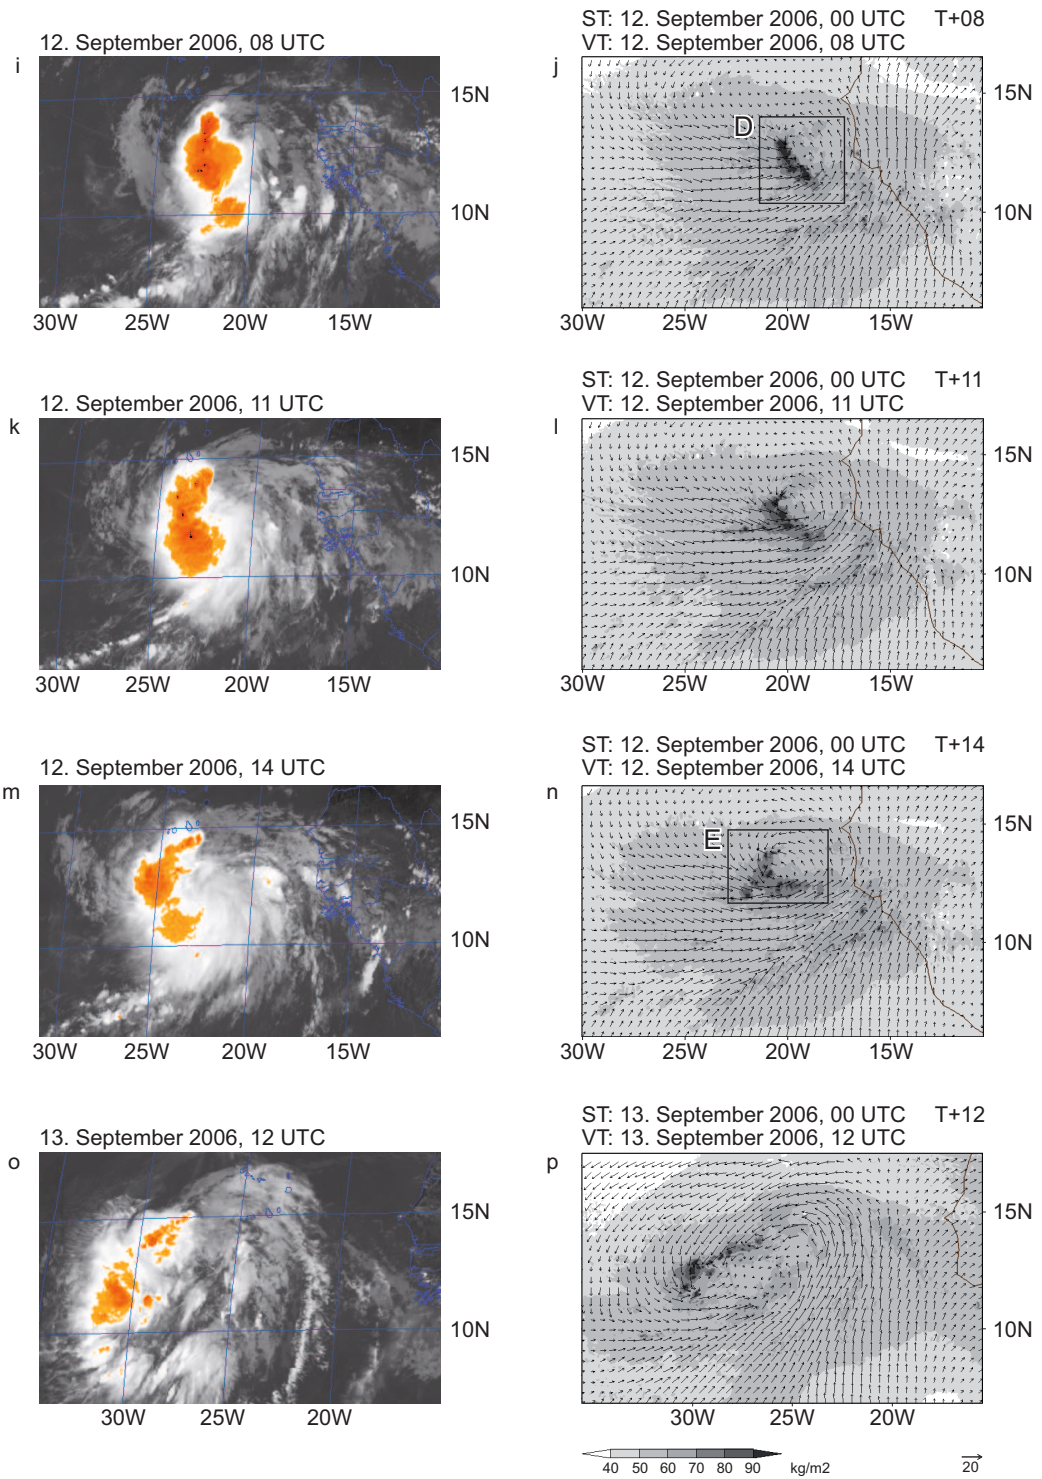 12. September 2006, 08 UTC
i
15N
10N
30W 25W 20W 15W
ST: 12. September 2006, 00 UTC T+08
VT: 12. September 2006, 08 UTC
j
D
15N
10N
30W 25W 20W 15W
12. September 2006, 11 UTC
k
15N
10N
30W 25W 20W 15W
ST: 12. September 2006, 00 UTC T+11
VT: 12. September 2006, 11 UTC
l
15N
10N
30W 25W 20W 15W
12. September 2006, 14 UTC
m
15N
10N
30W 25W 20W 15W
ST: 12. September 2006, 00 UTC T+14
VT: 12. September 2006, 14 UTC
n
E
15N
10N
30W 25W 20W 15W
13. September 2006, 12 UTC
o
15N
10N
30W 25W 20W
ST: 13. September 2006, 00 UTC T+12
VT: 13. September 2006, 12 UTC
p
15N
10N
30W 25W 20W
40 50 60 70 80 90 kg/m2
20